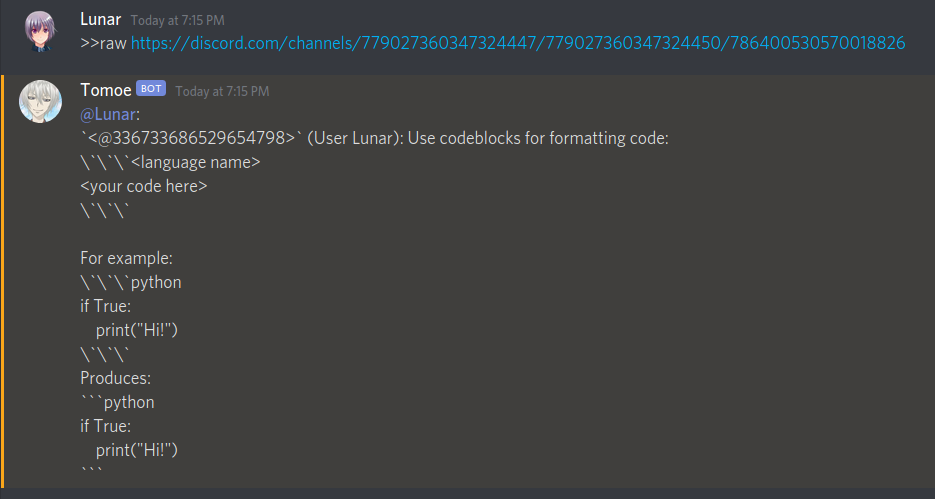 Lunar Today at 7:15 PM
>>raw https://discord.com/channels/779027360347324447/779027360347324450/786400530570018826
Tomoe BOT Today at 7:15 PM
@Lunar:
`<@336733686529654798>` (User Lunar): Use codeblocks for formatting code:
\`\`\`<language name>
<your code here>
\`\`\`
For example:
\`\`\`python
if True:
    print("Hi!")
\`\`\`
Produces:
```python
if True:
    print("Hi!")
```